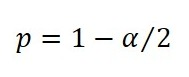 p = 1 − α/2